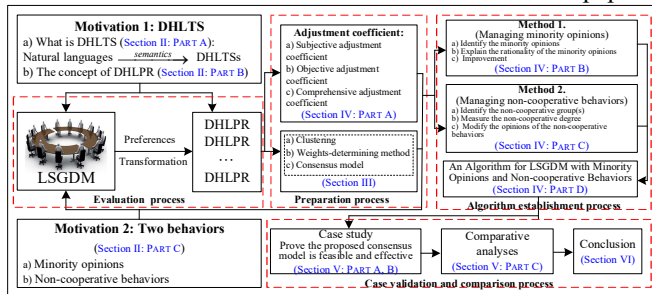 Motivation 1: DHLTS
a) What is DHLTS (Section II: PART A):
Natural languages semantics DHLTSs
b) The concept of DHLPR (Section II: PART B)
LSGDM
Preferences
Transformation
DHLPR
DHLPR
...
DHLPR
Evaluation process
Motivation 2: Two behaviors
(Section II: PART C)
a) Minority opinions
b) Non-cooperative behaviors
Adjustment coefficient:
a) Subjective adjustment
coefficient
b) Objective adjustment
coefficient
c) Comprehensive adjustment
coefficient
(Section IV: PART A)
a) Clustering
b) Weights-determining method
c) Consensus model
(Section III)
Preparation process
Method 1.
(Managing minority opinions)
a) Identify the minority opinions
b) Explain the rationality of the minority opinions
c) Improvement
(Section IV: PART B)
Method 2.
(Managing non-cooperative behaviors)
a) Identify the non-cooperative group(s)
b) Measure the non-cooperative degree
c) Modify the opinions of the non-cooperative
behaviors
(Section IV: PART C)
An Algorithm for LSGDM with Minority
Opinions and Non-cooperative Behaviors
(Section IV: PART D)
Algorithm establishment process
Case study
Prove the proposed consensus
model is feasible and effective
(Section V: PART A, B)
Comparative
analyses
(Section V: PART C)
Conclusion
(Section VI)
Case validation and comparison process